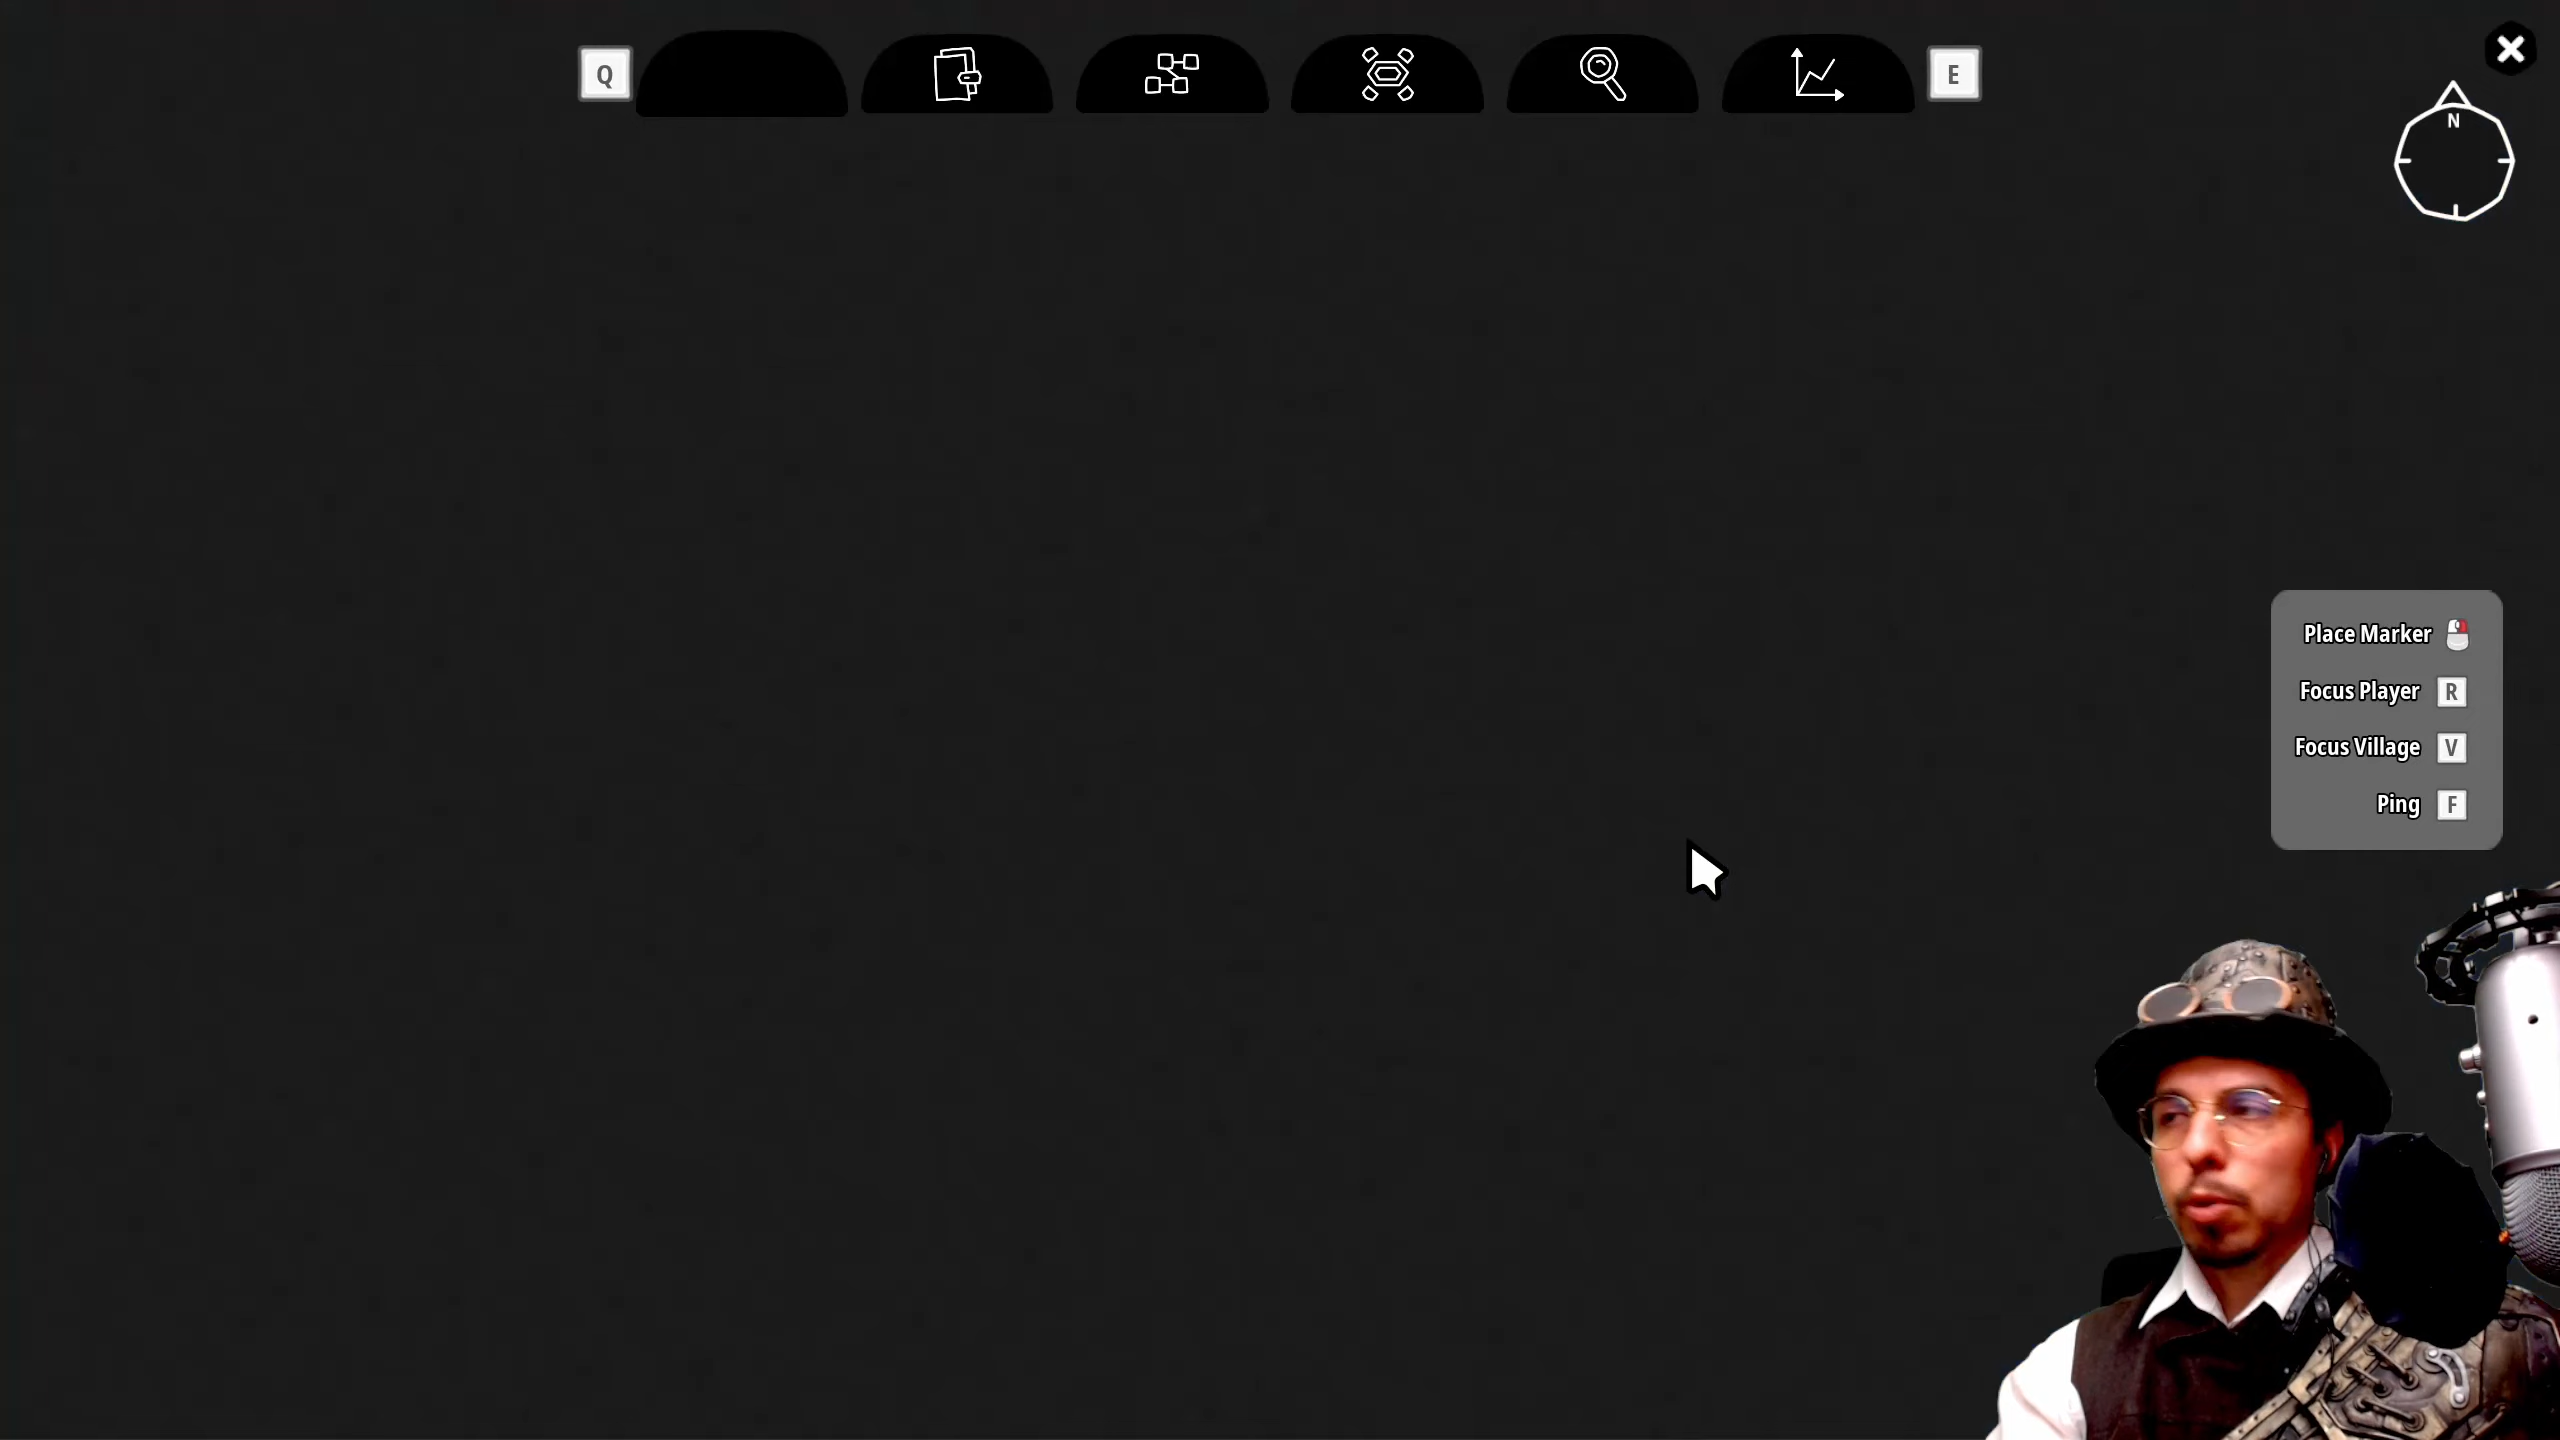 Q
E
N
Place Marker
Focus Player R
Focus Village V
Ping F